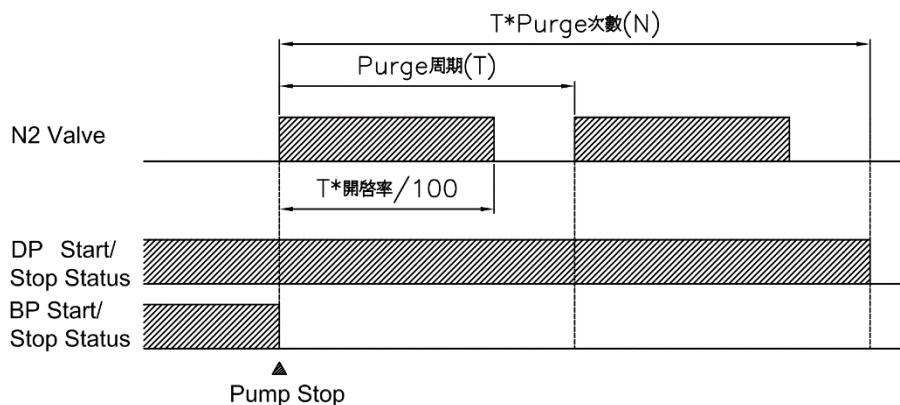 T*Purge次數(N)
Purge周期(T)
N2 Valve
T*開啓率/100
DP Start/
Stop Status
BP Start/
Stop Status
Pump Stop